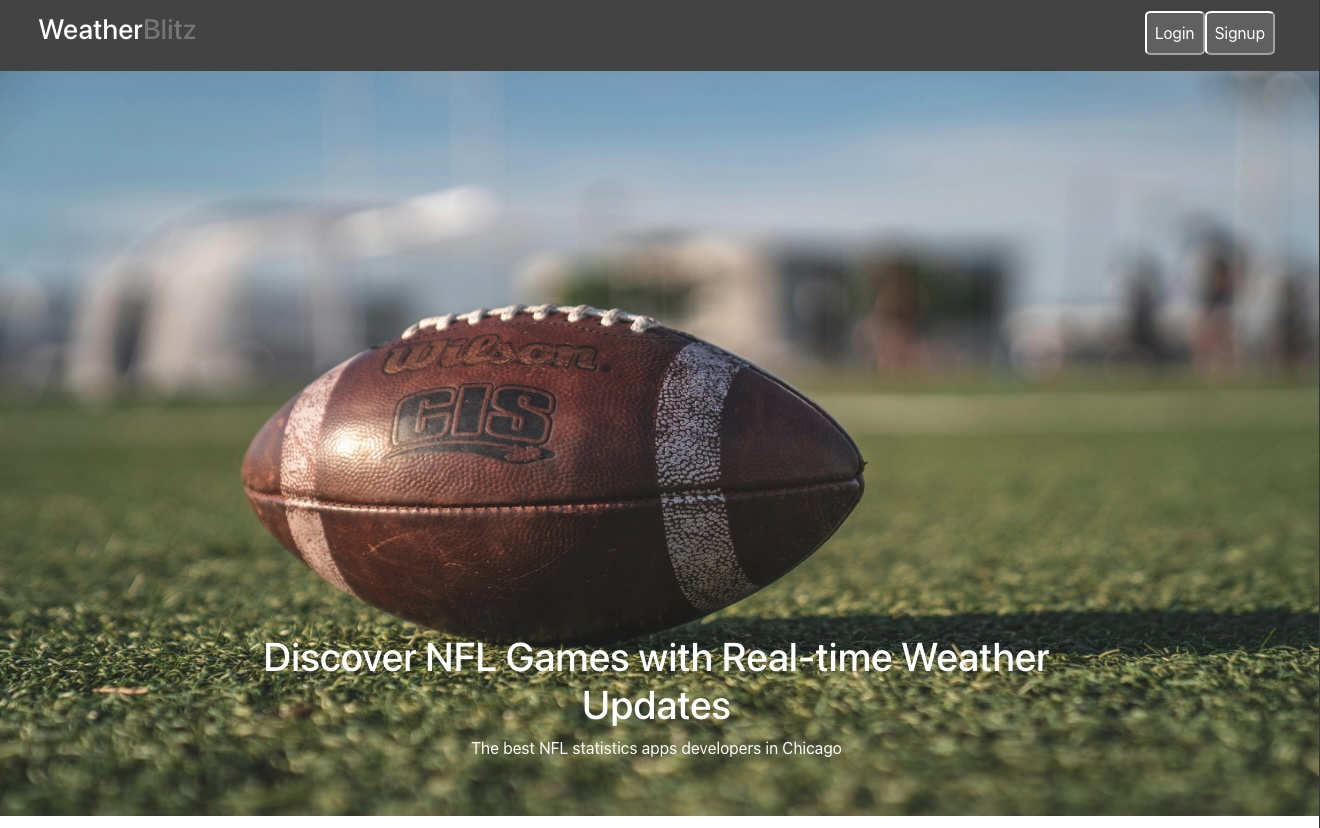 WeatherBlitz
Login Signup
Wilson
CIS
Discover NFL Games with Real-time Weather
Updates
The best NFL statistics apps developers in Chicago